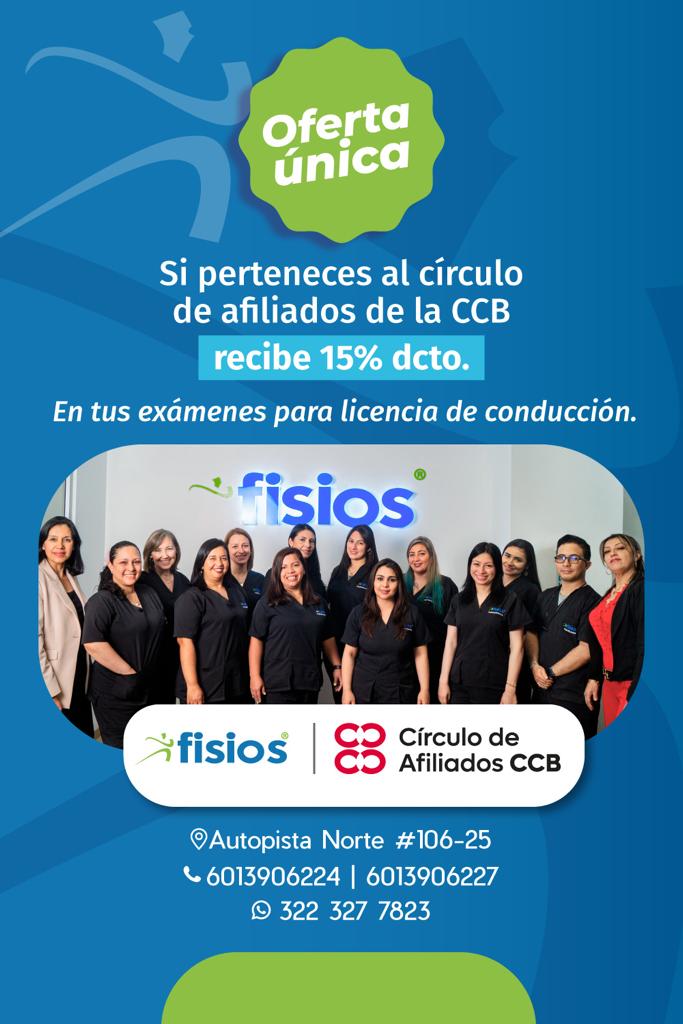 Oferta
única
Si perteneces al círculo
de afiliados de la CCB
recibe 15% dcto.
En tus exámenes para licencia de conducción.
fisios®
fisios®
Círculo de
Afiliados CCB
Autopista Norte #106-25
6013906224 | 6013906227
322 327 7823